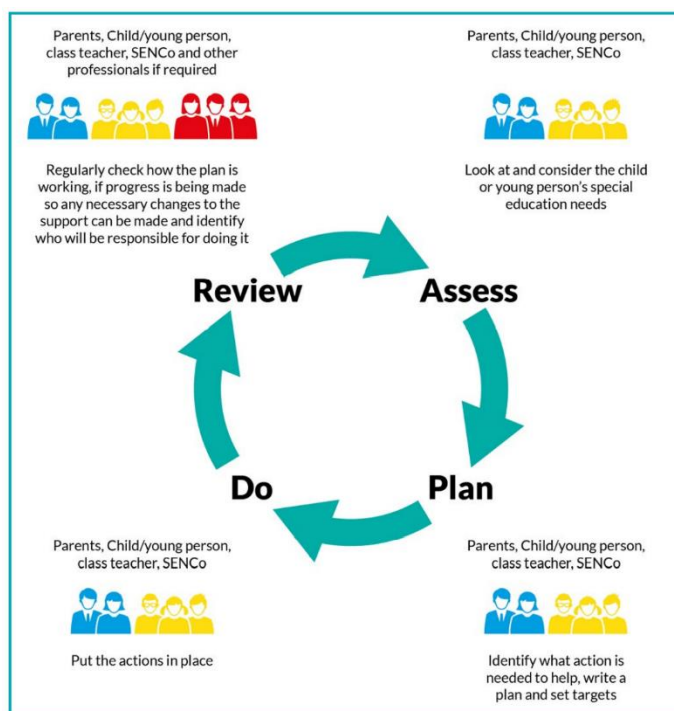 Parents, Child/young person,
class teacher, SENCo and other
professionals if required
Regularly check how the plan is
working, if progress is being made
so any necessary changes to the
support can be made and identify
who will be responsible for doing it
Parents, Child/young person,
class teacher, SENCo
Look at and consider the child
or young person's special
education needs
Review
Assess
Do
Plan
Parents, Child/young person,
class teacher, SENCo
Put the actions in place
Parents, Child/young person,
class teacher, SENCo
Identify what action is
needed to help, write a
plan and set targets